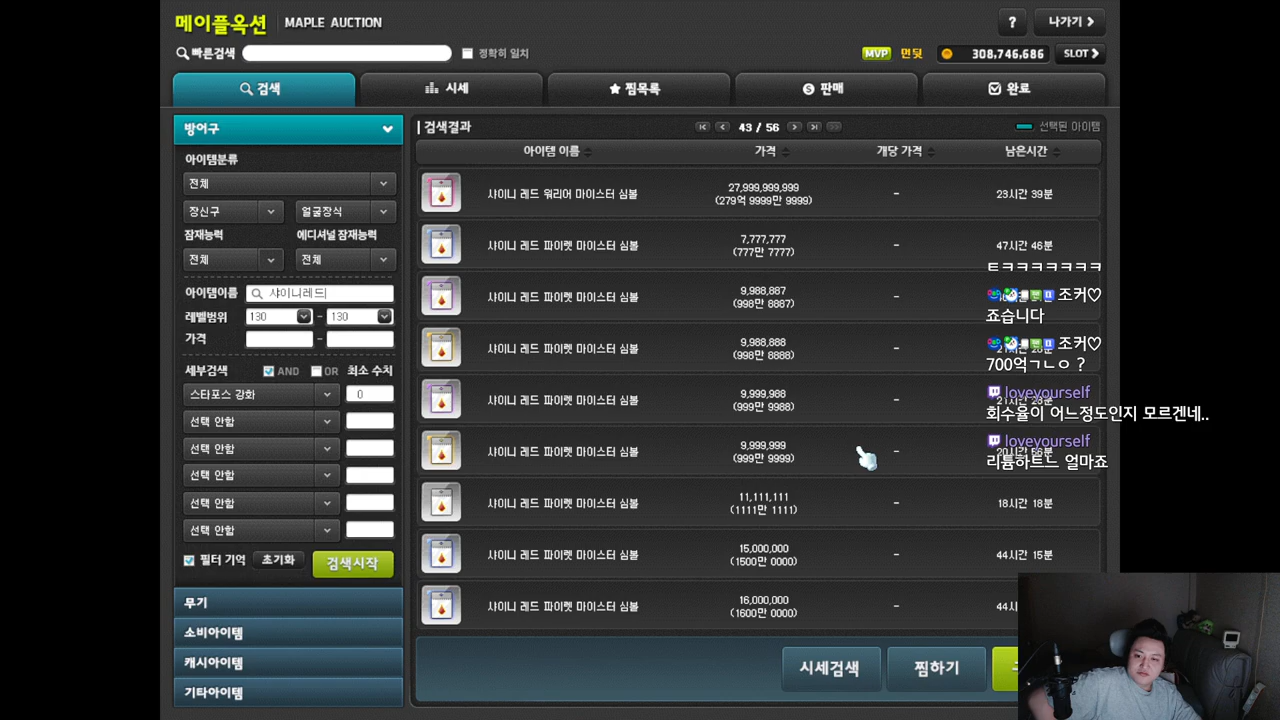 메이플옥션 MAPLE AUCTION
? 나가기
빠른검색 정확히 일치
MVP 먼딧 308,746,686 SLOT
검색 시세 찜목록 판매 완료
방어구
아이템분류
전체
장신구 얼굴장식
잠재능력 에디셔널 잠재능력
전체 전체
아이템이름 샤이니레드
레벨범위 130 - 130
가격 -
세부검색 AND OR 최소 수치
스타포스 강화 0
선택 안함
선택 안함
선택 안함
선택 안함
선택 안함
필터 기억 초기화 검색시작
무기
소비아이템
캐시아이템
기타아이템
검색결과 43 / 56 선택된 아이템
아이템 이름 가격 개당 가격 남은시간
샤이니 레드 워리어 마이스터 심볼 27,999,999,999 - 23시간 39분
(279억 9999만 9999)
샤이니 레드 파이렛 마이스터 심볼 7,777,777 - 47시간 46분
(777만 7777)
샤이니 레드 파이렛 마이스터 심볼 9,988,887 -
(998만 8887)
샤이니 레드 파이렛 마이스터 심볼 9,988,888 -
(998만 8888)
샤이니 레드 파이렛 마이스터 심볼 9,999,988 -
(999만 9988)
샤이니 레드 파이렛 마이스터 심볼 9,999,999 -
(999만 9999)
샤이니 레드 파이렛 마이스터 심볼 11,111,111 - 18시간 18분
(1111만 1111)
샤이니 레드 파이렛 마이스터 심볼 15,000,000 - 44시간 15분
(1500만 0000)
샤이니 레드 파이렛 마이스터 심볼 16,000,000 - 44시
(1600만 0000)
시세검색 찜하기
ㅌㅋㅋㅋㅋㅋㅋㅋ
조커♡
죠습니다
조커♡
700억ㄱㄴㅇ ?
loveyourself
회수율이 어느정도인지 모르겐네..
loveyourself
리튬하트느 얼마죠